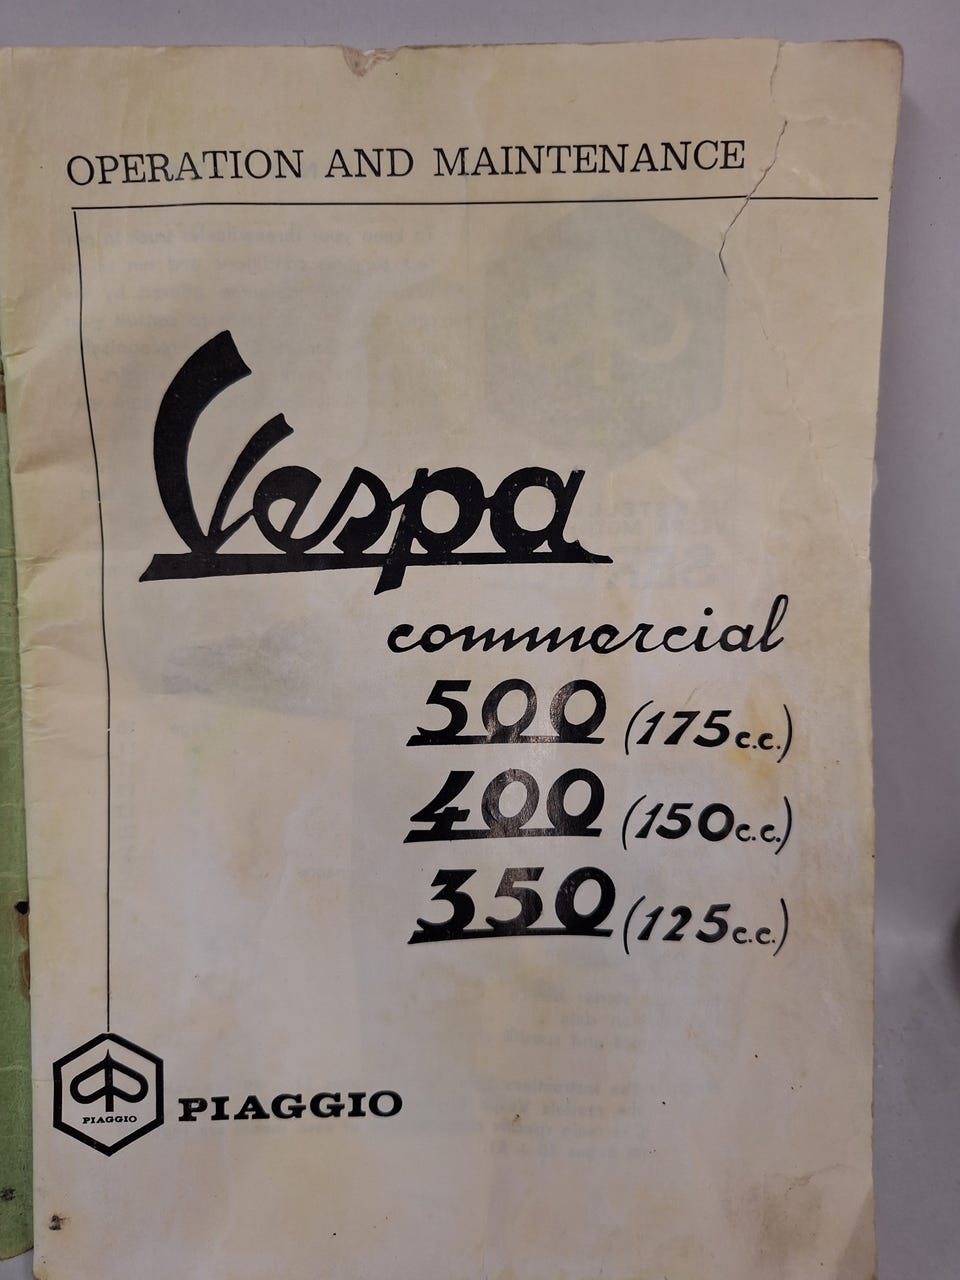 OPERATION AND MAINTENANCE
Vespa
commercial
500 (175 c.c.)
400 (150 c.c.)
350 (125 c.c.)
PIAGGIO
PIAGGIO